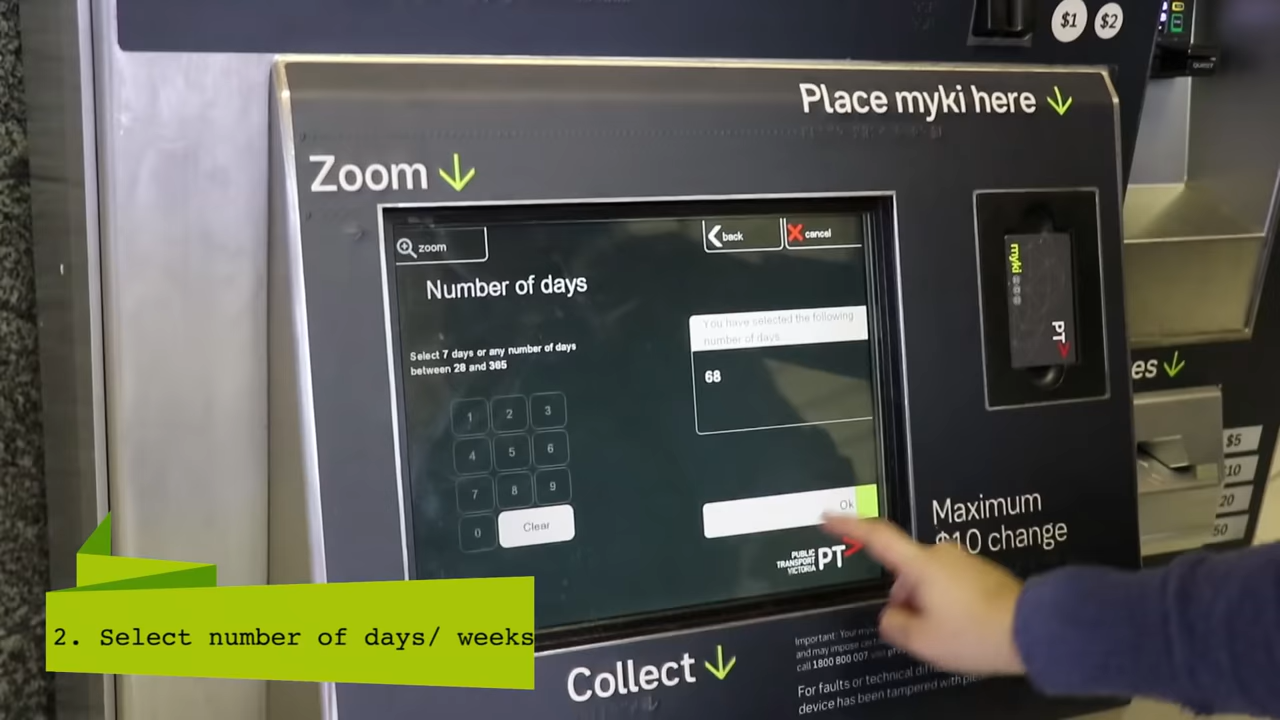 $1 $2
Place myki here
Zoom
zoom
back
cancel
Number of days
Select 7 days or any number of days
between 28 and 365
You have selected the following
number of days
68
1 2 3
4 5 6
7 8 9
0 Clear
Ok
PUBLIC
TRANSPORT
VICTORIA
PT
myki
PT
es
$5
10
20
50
Maximum
$10 change
2. Select number of days/ weeks
Collect
Important: Your
and may impose
call 1800 800 007
For faults or technical
device has been tampered with